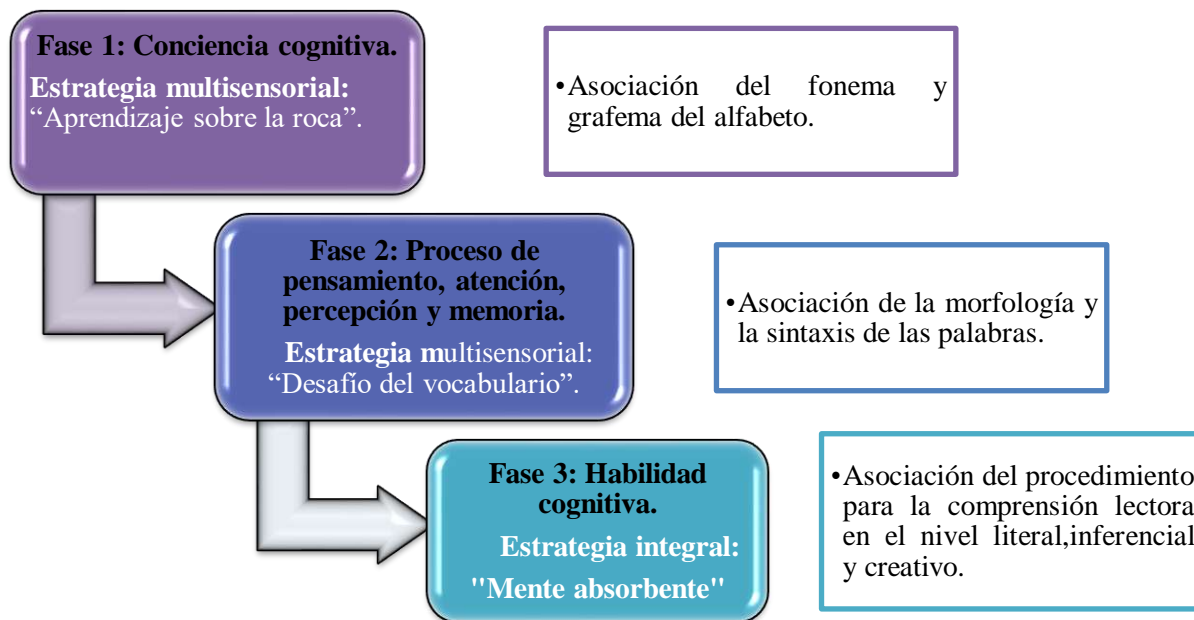 Fase 1: Conciencia cognitiva.
Estrategia multisensorial:
“Aprendizaje sobre la roca”.
•Asociación del fonema y
grafema del alfabeto.
Fase 2: Proceso de
pensamiento, atención,
percepción y memoria.
Estrategia multisensorial:
“Desafío del vocabulario”.
•Asociación de la morfología y
la sintaxis de las palabras.
Fase 3: Habilidad
cognitiva.
Estrategia integral:
"Mente absorbente"
•Asociación del procedimiento
para la comprensión lectora
en el nivel literal,inferencial
y creativo.